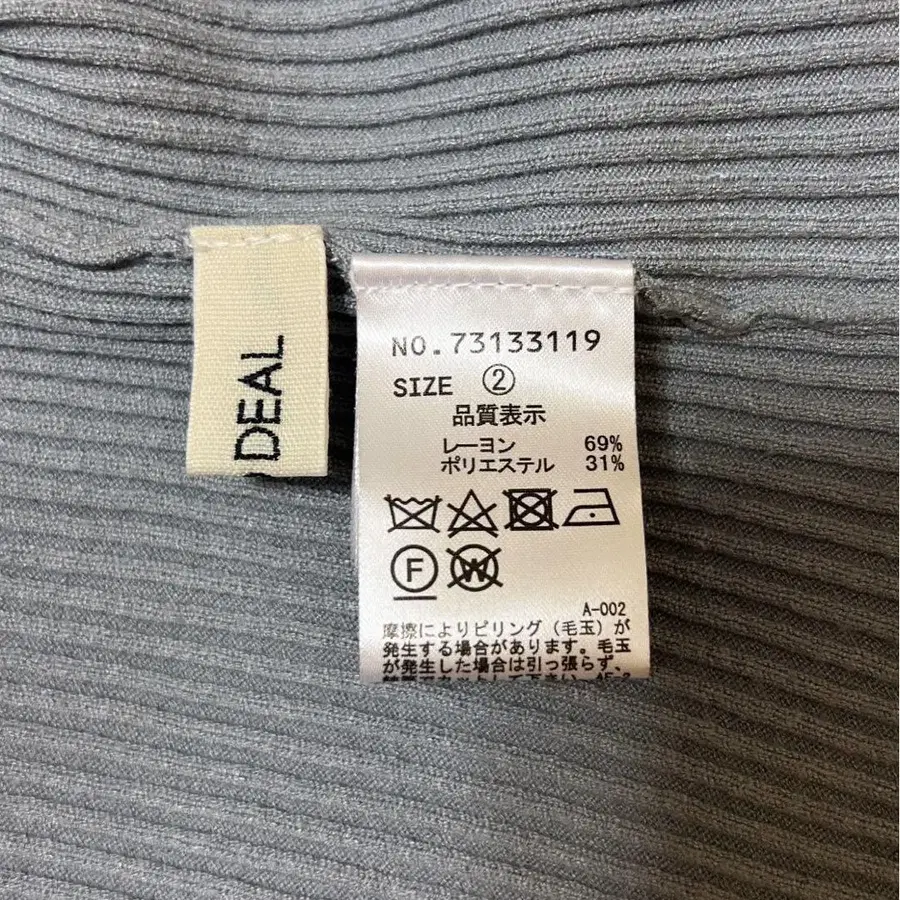 DEAL
NO.73133119
SIZE ②
品質表示
レーヨン 69%
ポリエステル 31%
F
W
A-002
摩擦によりピリング（毛玉）が
発生する場合があります。毛玉
が発生した場合は引っ張らず、